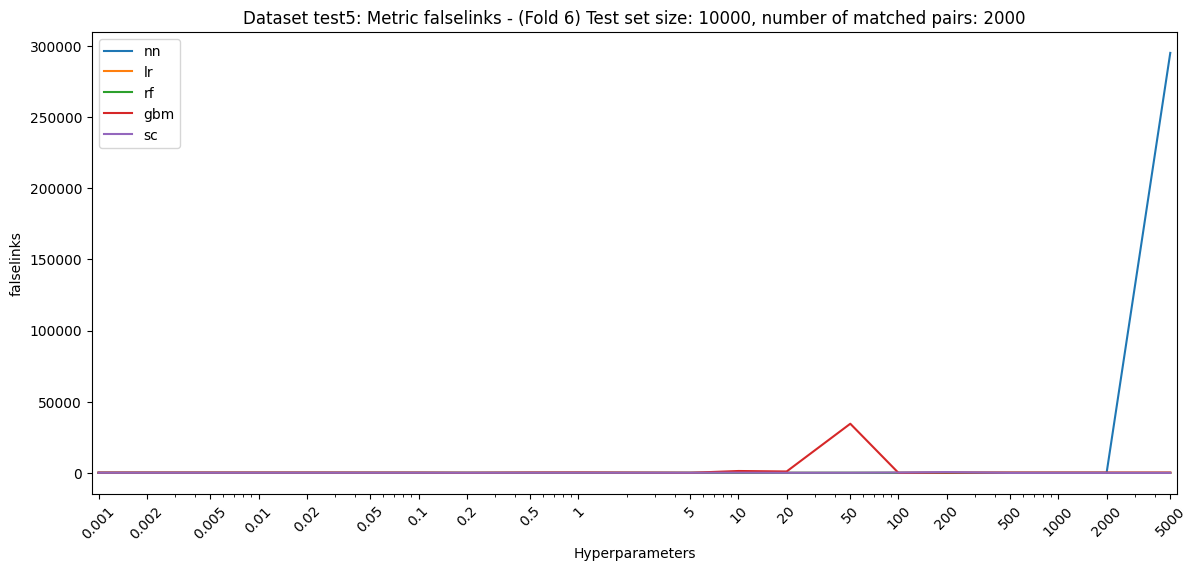 Dataset test5: Metric falselinks - (Fold 6) Test set size: 10000, number of matched pairs: 2000
nn
lr
rf
gbm
sc
falselinks
300000
250000
200000
150000
100000
50000
0
0.001 0.002 0.005 0.01 0.02 0.05 0.1 0.2 0.5 1 5 10 20 50 100 200 500 1000 2000 5000
Hyperparameters